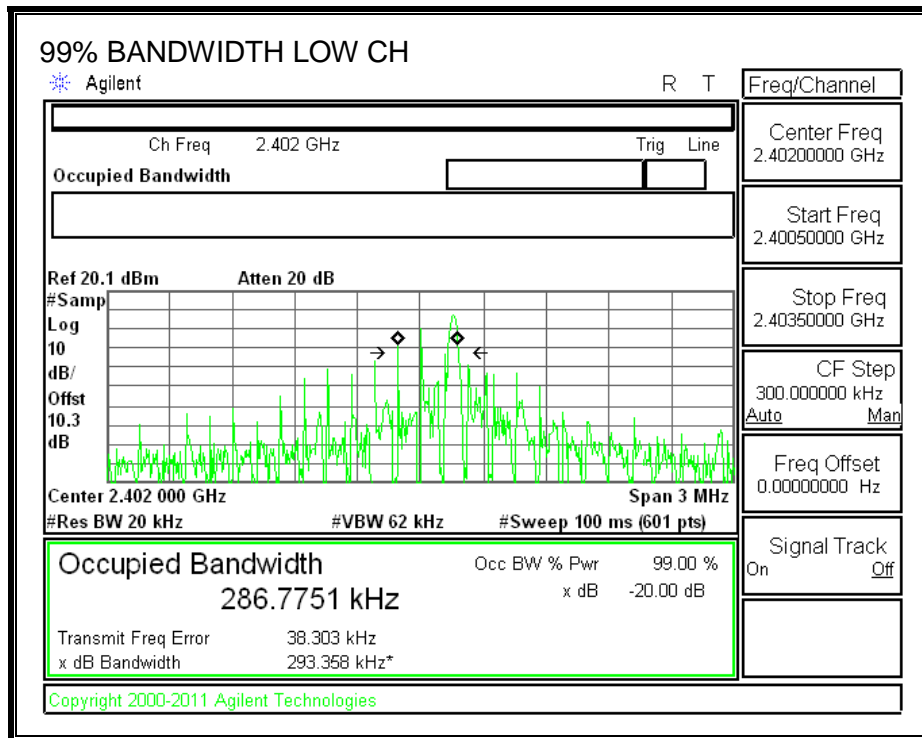 99% BANDWIDTH LOW CH
Agilent
R T
Ch Freq 2.402 GHz
Trig Line
Occupied Bandwidth
Ref 20.1 dBm Atten 20 dB
#Samp
Log
10
dB/
Offst
10.3
dB
Center 2.402 000 GHz Span 3 MHz
#Res BW 20 kHz #VBW 62 kHz #Sweep 100 ms (601 pts)
Occupied Bandwidth
286.7751 kHz
Occ BW % Pwr 99.00 %
x dB -20.00 dB
Transmit Freq Error 38.303 kHz
x dB Bandwidth 293.358 kHz*
Copyright 2000-2011 Agilent Technologies
Freq/Channel
Center Freq
2.40200000 GHz
Start Freq
2.40050000 GHz
Stop Freq
2.40350000 GHz
CF Step
300.000000 kHz
Auto Man
Freq Offset
0.00000000 Hz
Signal Track
On Off